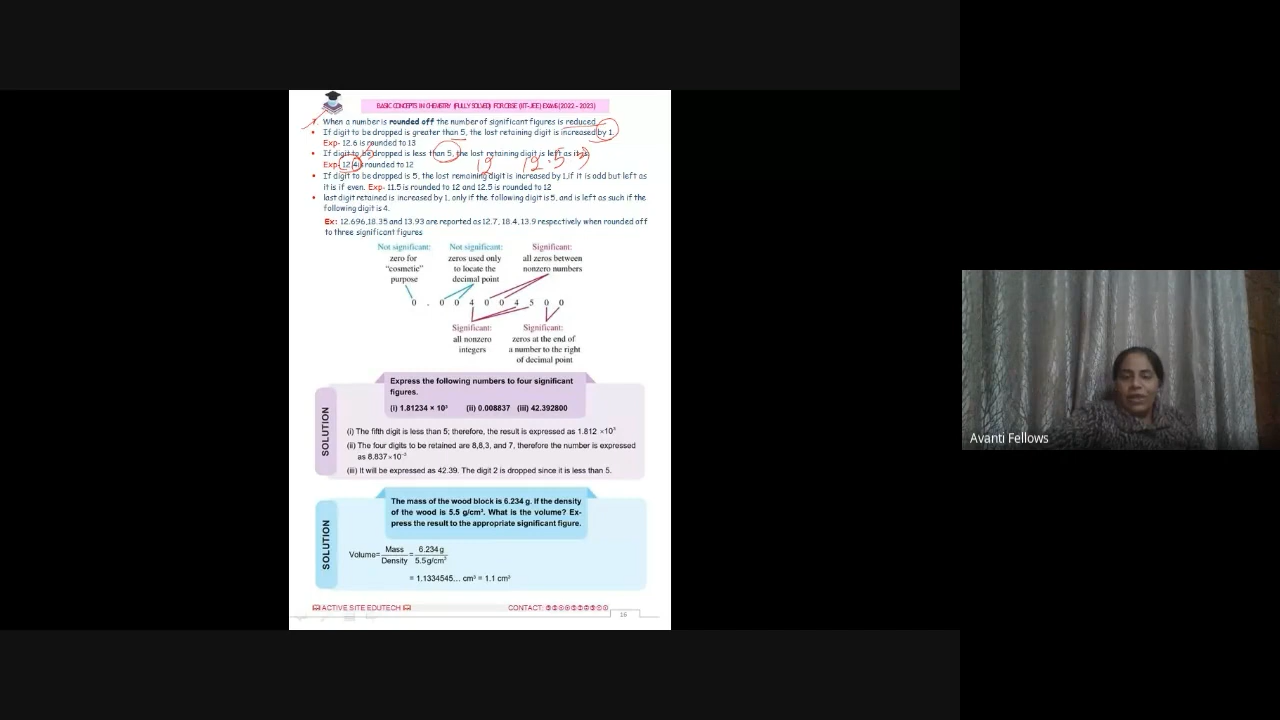 BASIC CONCEPTS IN CHEMISTRY (FULLY SOLVED) FOR CBSE (IIT-JEE) EXAMS (2022 - 2023)
7. When a number is rounded off the number of significant figures is reduced
• If digit to be dropped is greater than 5, the lost retaining digit is increased by 1.
Exp- 12.6 is rounded to 13
• If digit to be dropped is less than 5, the lost retaining digit is left as it is
Exp- 12.4 is rounded to 12
12 12.5
• If digit to be dropped is 5, the last remaining digit is increased by 1,if it is odd but left as
it is if even. Exp- 11.5 is rounded to 12 and 12.5 is rounded to 12
• last digit retained is increased by 1, only if the following digit is 5, and is left as such if the
following digit is 4.
Ex: 12.696,18.35 and 13.93 are reported as 12.7, 18.4, 13.9 respectively when rounded off
to three significant figures
Not significant: Not significant: Significant:
zero for zeros used only all zeros between
"cosmetic" to locate the nonzero numbers
purpose decimal point
0 . 0 0 4 0 0 4 5 0 0
Significant: Significant:
all nonzero zeros at the end of
integers a number to the right
of decimal point
Express the following numbers to four significant
figures.
(i) 1.81234 × 10³ (ii) 0.008837 (iii) 42.392800
SOLUTION
(i) The fifth digit is less than 5; therefore, the result is expressed as 1.812 ×10³
(ii) The four digits to be retained are 8,8,3, and 7, therefore the number is expressed
as 8.837×10⁻³
(iii) It will be expressed as 42.39. The digit 2 is dropped since it is less than 5.
The mass of the wood block is 6.234 g. If the density
of the wood is 5.5 g/cm³. What is the volume? Ex-
press the result to the appropriate significant figure.
SOLUTION
Volume= Mass/Density = 6.234 g/5.5 g/cm³
= 1.1334545... cm³ = 1.1 cm³
ACTIVE SITE EDUTECH CONTACT:
16
Avanti Fellows